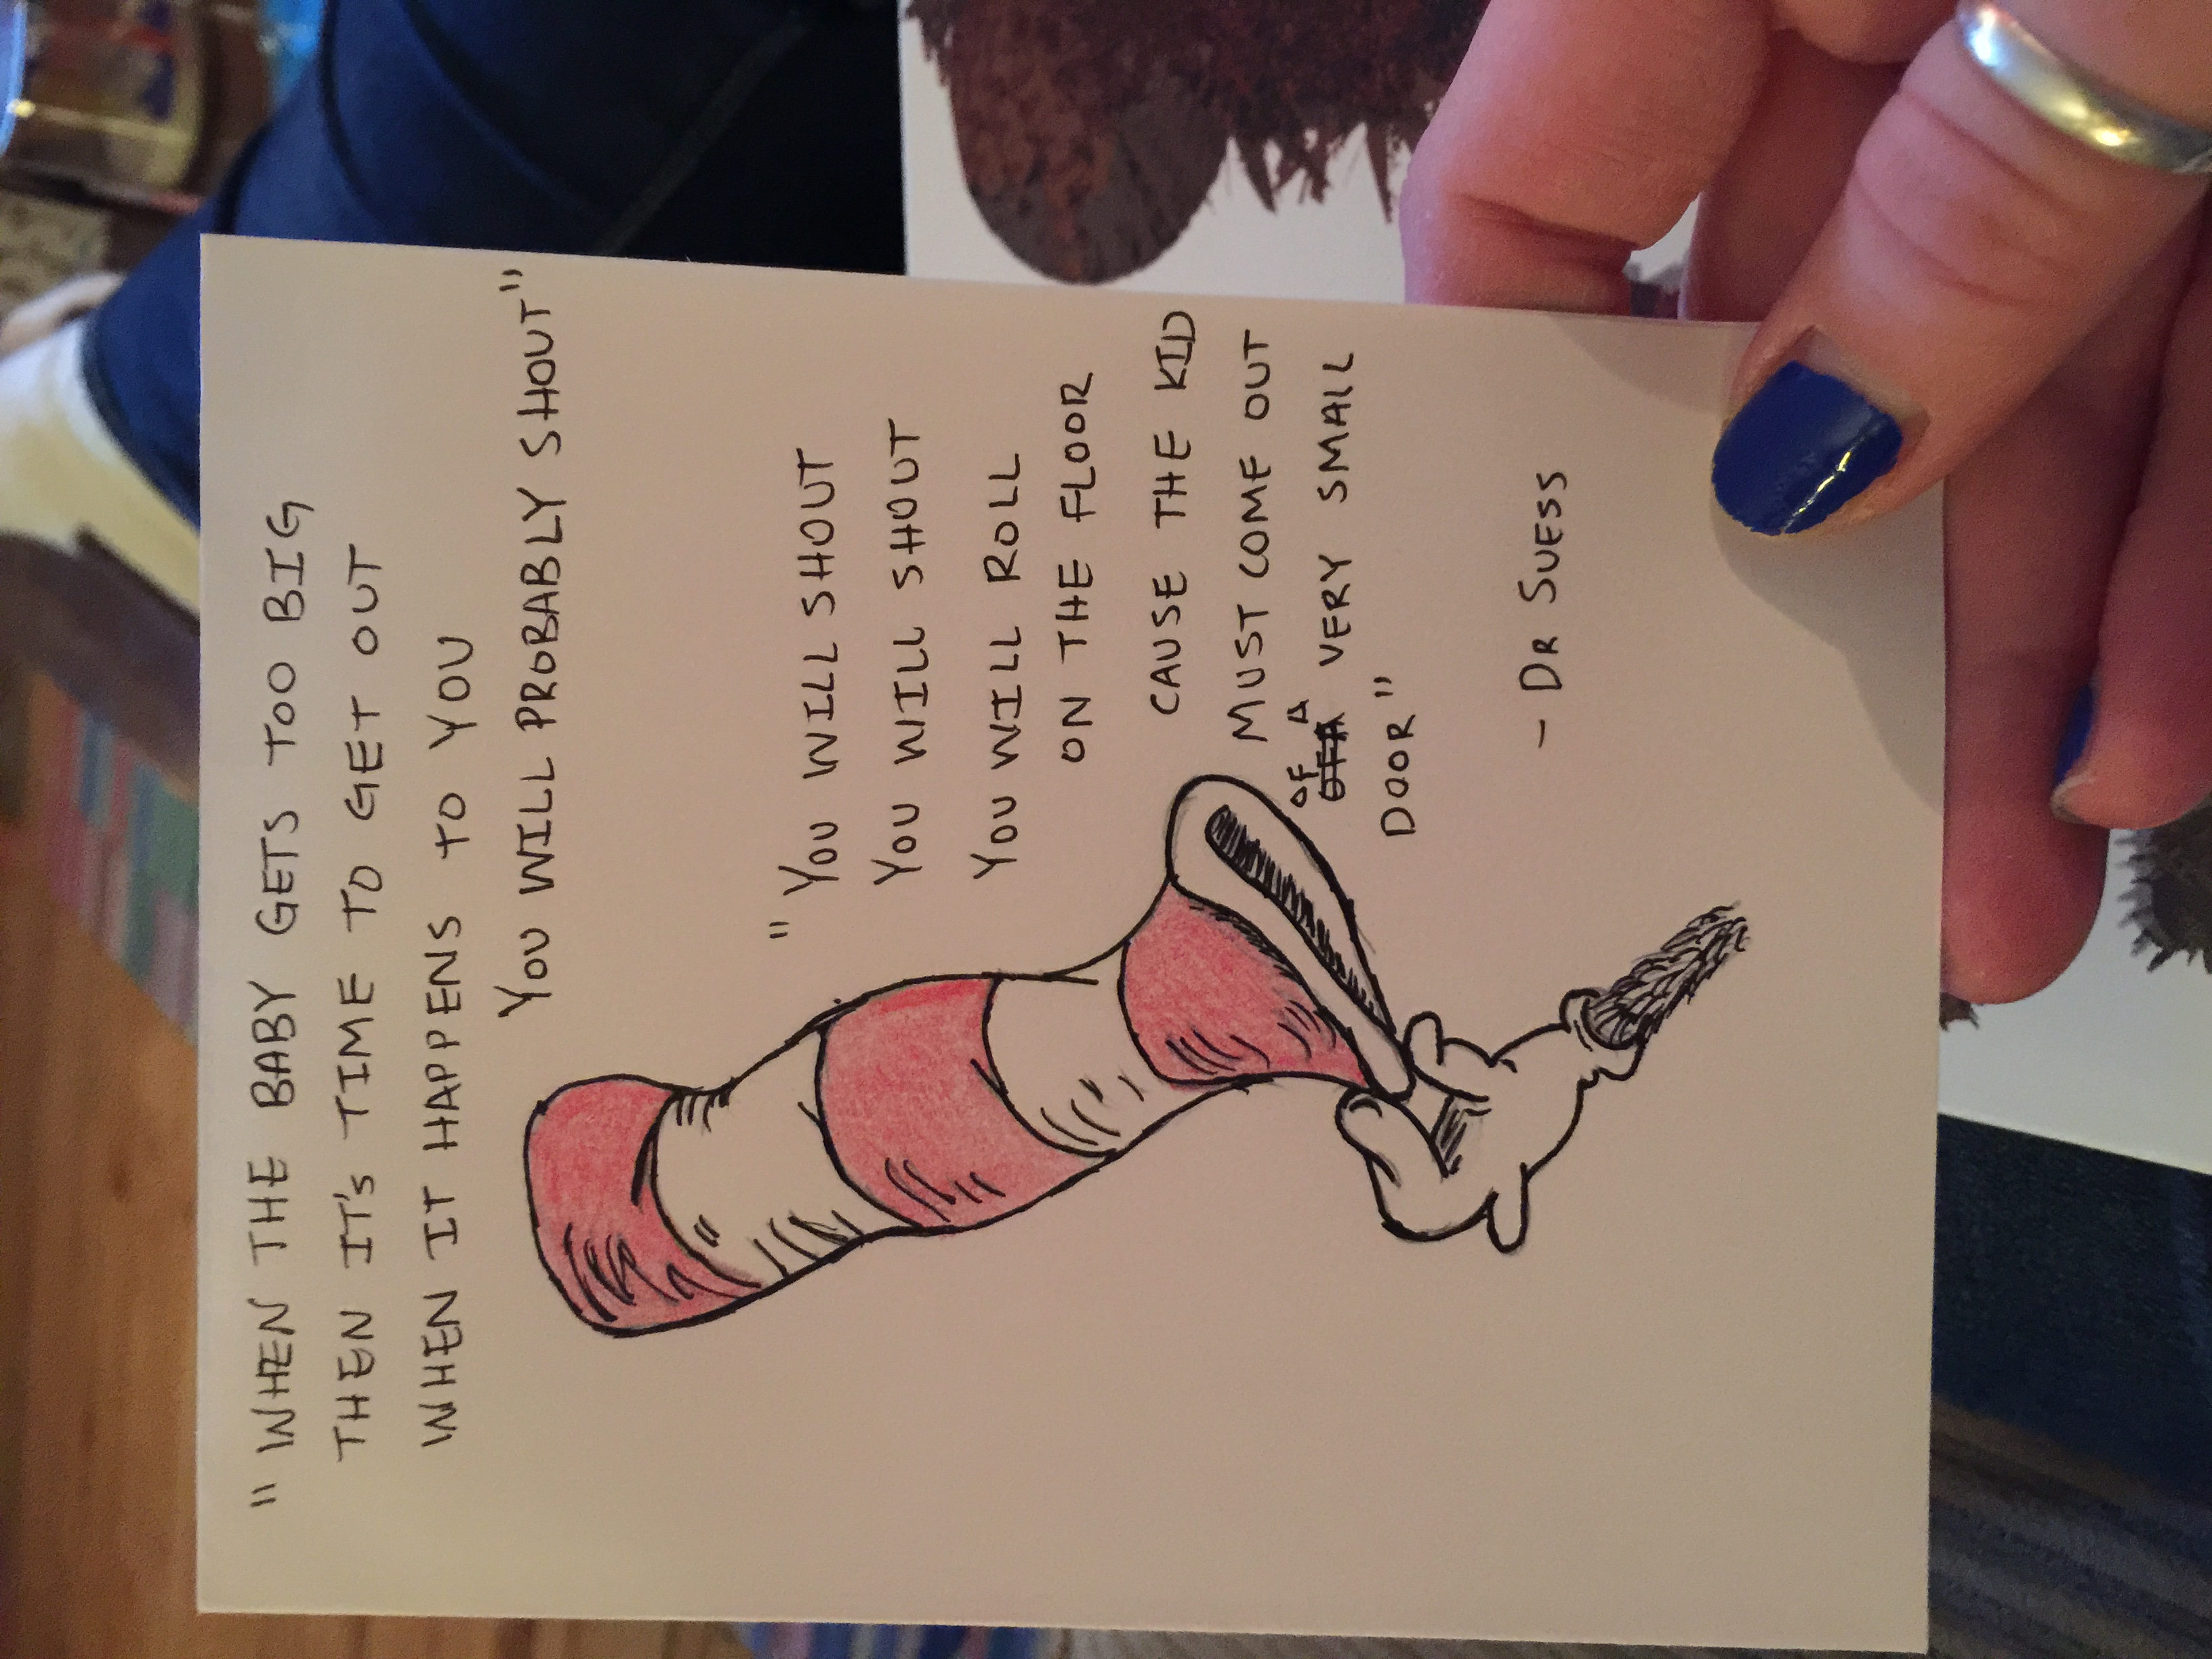 "WHEN THE BABY GETS TOO BIG
THEN IT'S TIME TO GET OUT
WHEN IT HAPPENS TO YOU
YOU WILL PROBABLY SHOUT"
"YOU WILL SHOUT
YOU WILL SHOUT
YOU WILL ROLL
ON THE FLOOR
CAUSE THE KID
MUST COME OUT
OF A
OFA VERY SMALL
DOOR"
- DR SUESS